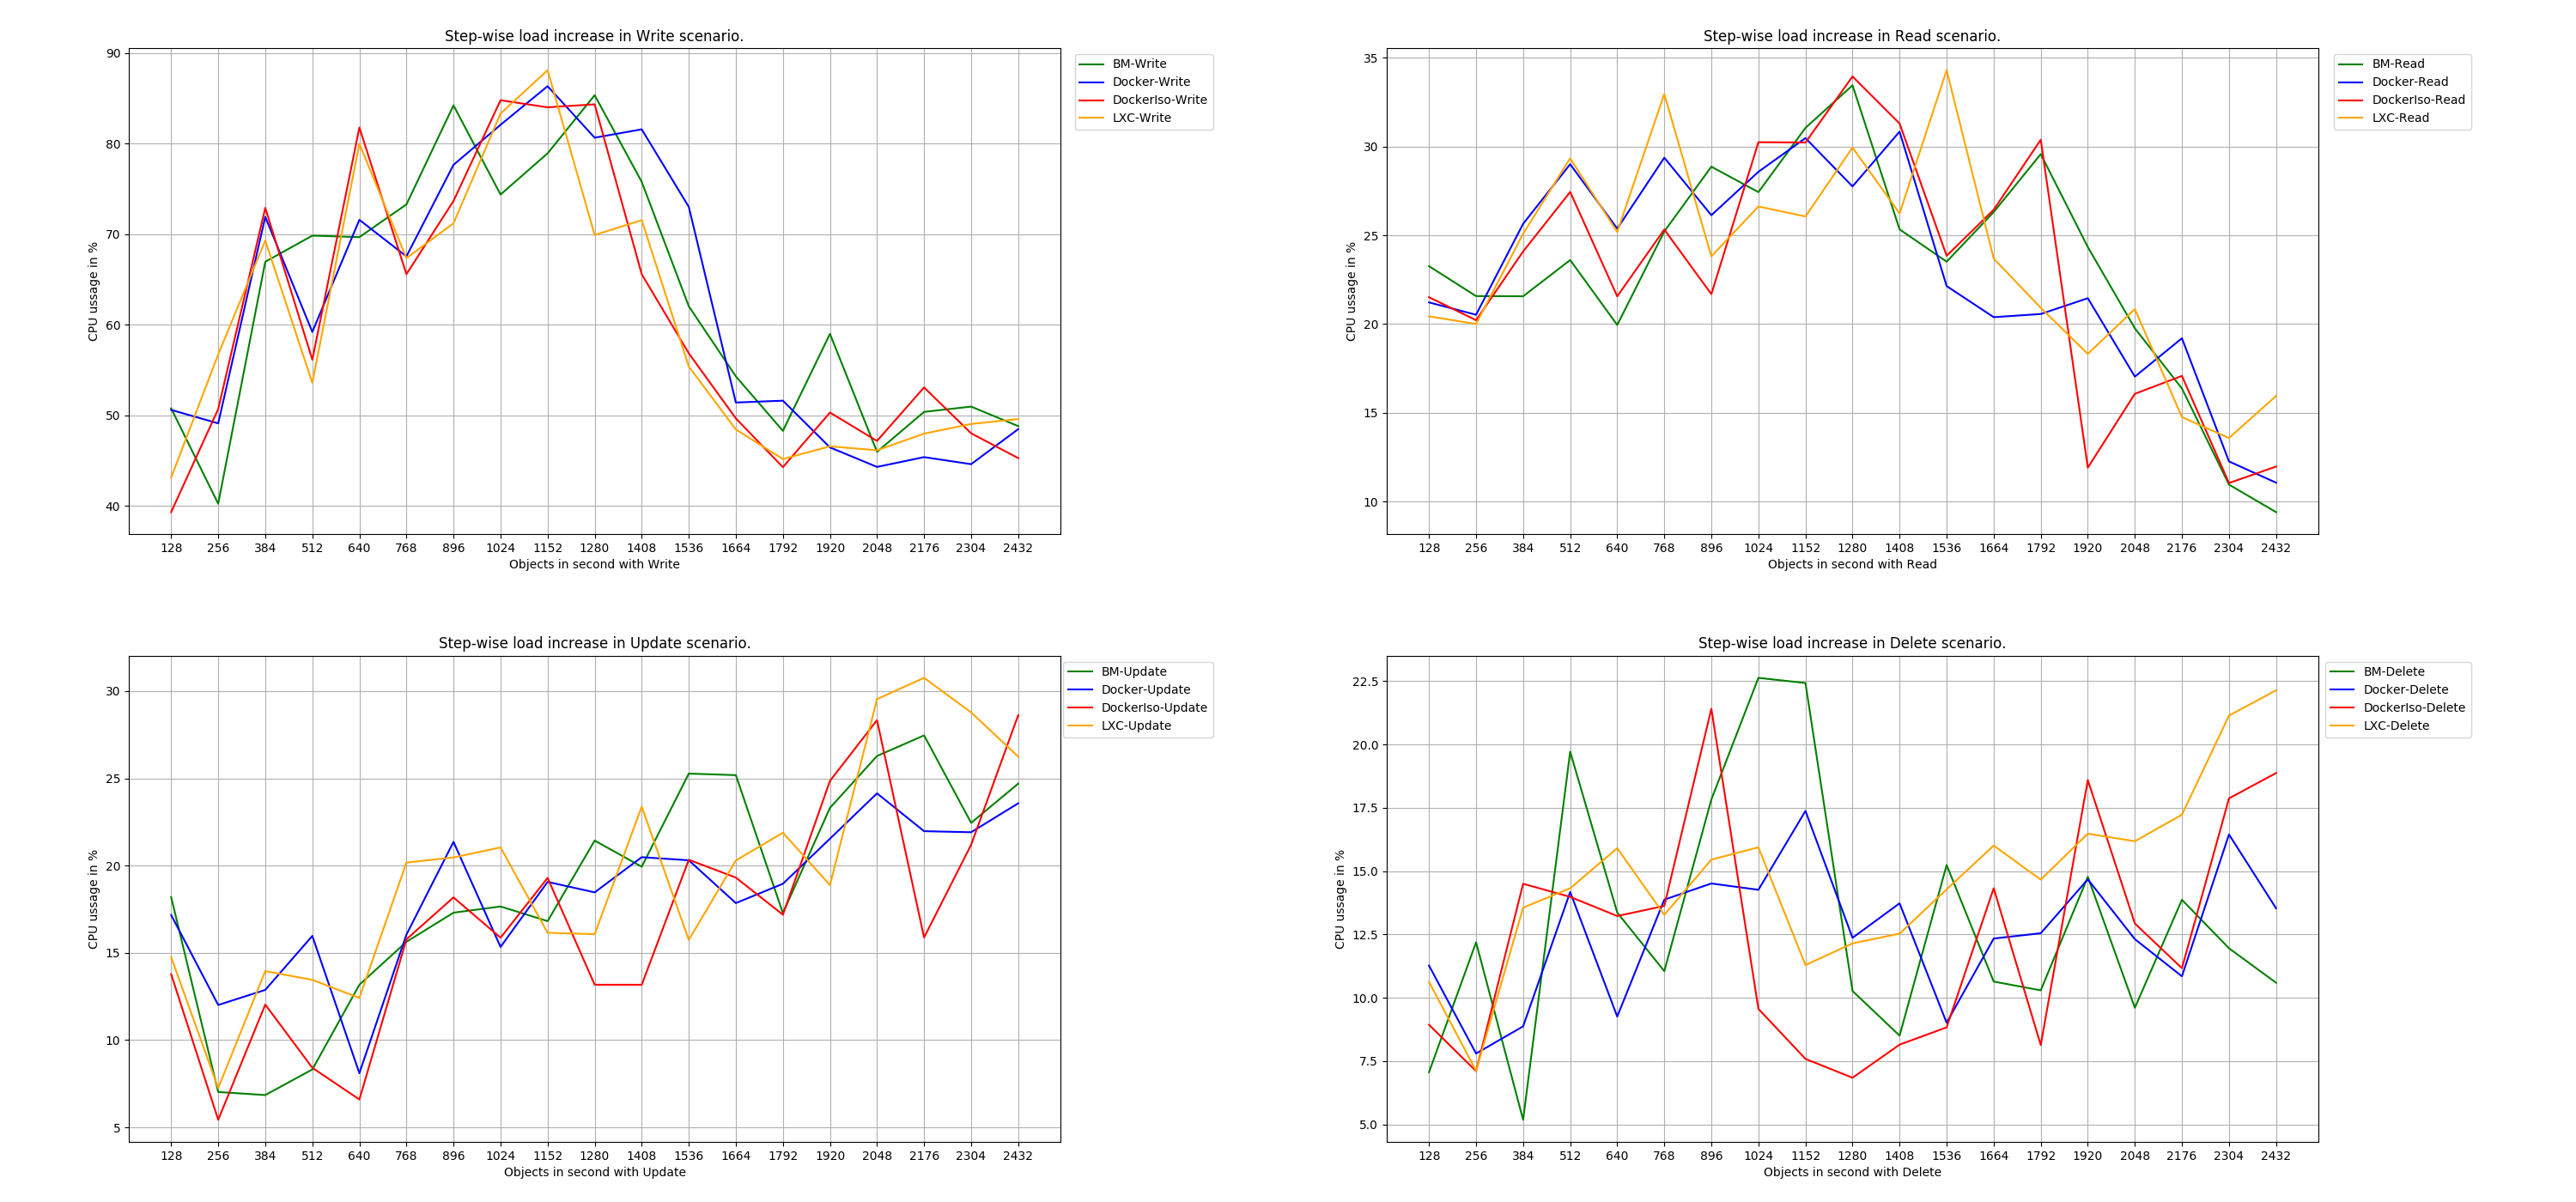 Step-wise load increase in Write scenario.
90
80
70
60
50
40
CPU ussage in %
128 256 384 512 640 768 896 1024 1152 1280 1408 1536 1664 1792 1920 2048 2176 2304 2432
Objects in second with Write
BM-Write
Docker-Write
DockerIso-Write
LXC-Write
Step-wise load increase in Read scenario.
35
30
25
20
15
10
CPU ussage in %
128 256 384 512 640 768 896 1024 1152 1280 1408 1536 1664 1792 1920 2048 2176 2304 2432
Objects in second with Read
BM-Read
Docker-Read
DockerIso-Read
LXC-Read
Step-wise load increase in Update scenario.
30
25
20
15
10
5
CPU ussage in %
128 256 384 512 640 768 896 1024 1152 1280 1408 1536 1664 1792 1920 2048 2176 2304 2432
Objects in second with Update
BM-Update
Docker-Update
DockerIso-Update
LXC-Update
Step-wise load increase in Delete scenario.
22.5
20.0
17.5
15.0
12.5
10.0
7.5
5.0
CPU ussage in %
128 256 384 512 640 768 896 1024 1152 1280 1408 1536 1664 1792 1920 2048 2176 2304 2432
Objects in second with Delete
BM-Delete
Docker-Delete
DockerIso-Delete
LXC-Delete